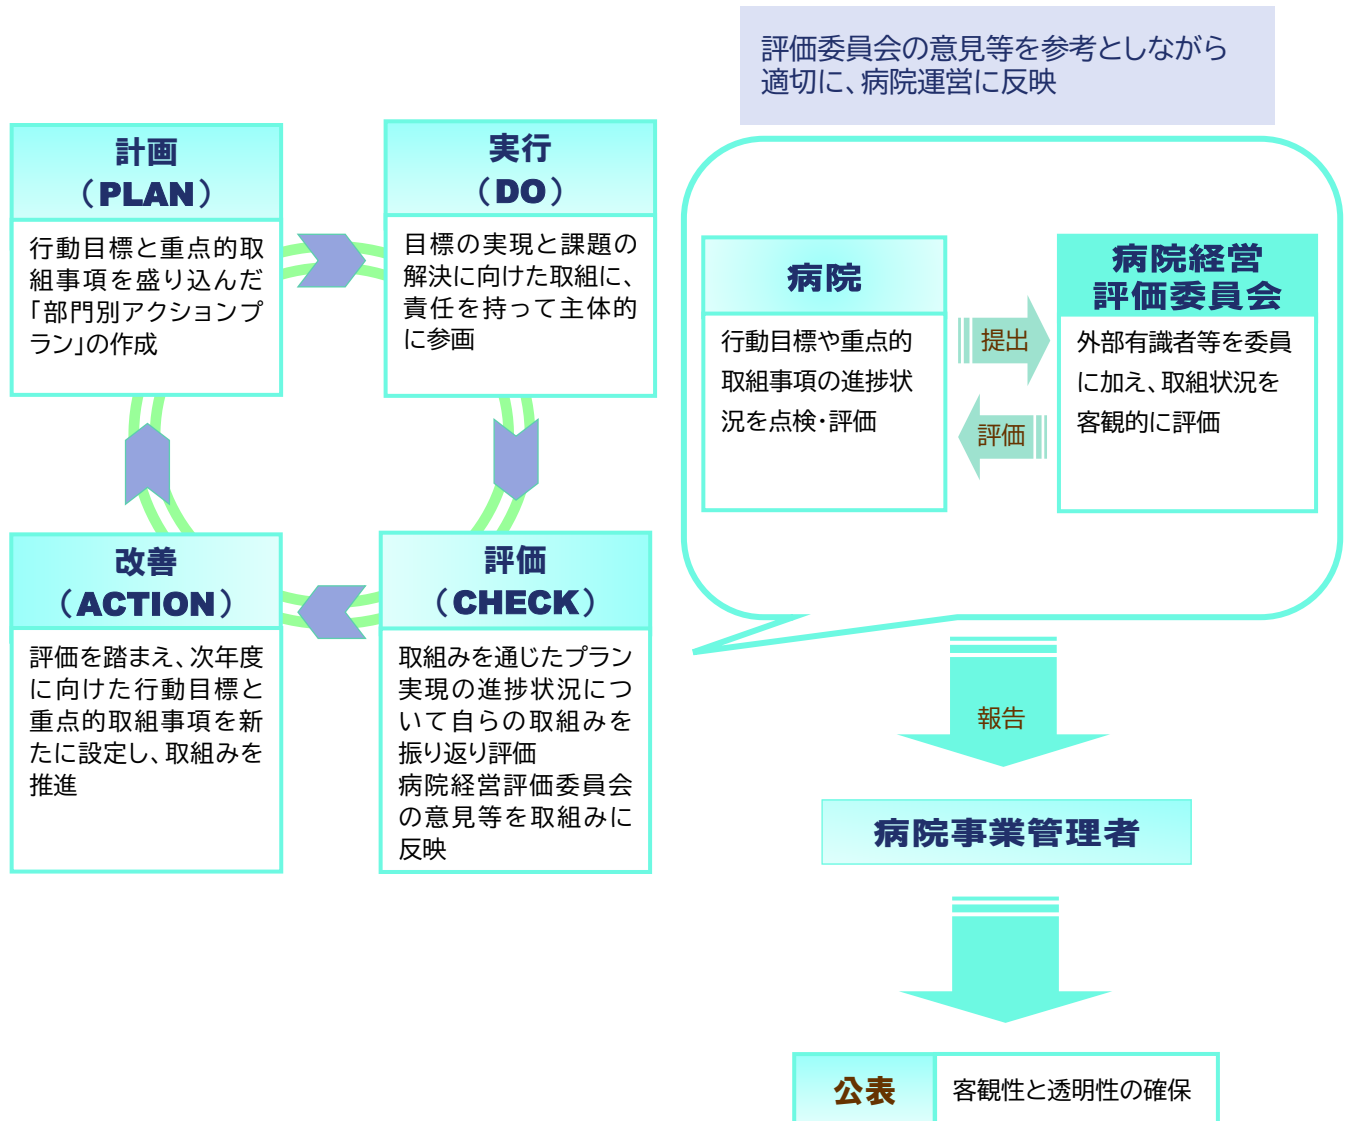 評価委員会の意見等を参考としながら
適切に、病院運営に反映
計画
（PLAN）
行動目標と重点的取
組事項を盛り込んだ
「部門別アクションプ
ラン」の作成
実行
（DO）
目標の実現と課題の
解決に向けた取組に、
責任を持って主体的
に参画
評価
（CHECK）
取組みを通じたプラン
実現の進捗状況につ
いて自らの取組みを
振り返り評価
病院経営評価委員会
の意見等を取組みに
反映
改善
（ACTION）
評価を踏まえ、次年度
に向けた行動目標と
重点的取組事項を新
たに設定し、取組みを
推進
病院
行動目標や重点的
取組事項の進捗状
況を点検・評価
提出
評価
病院経営
評価委員会
外部有識者等を委員
に加え、取組状況を
客観的に評価
報告
病院事業管理者
公表
客観性と透明性の確保